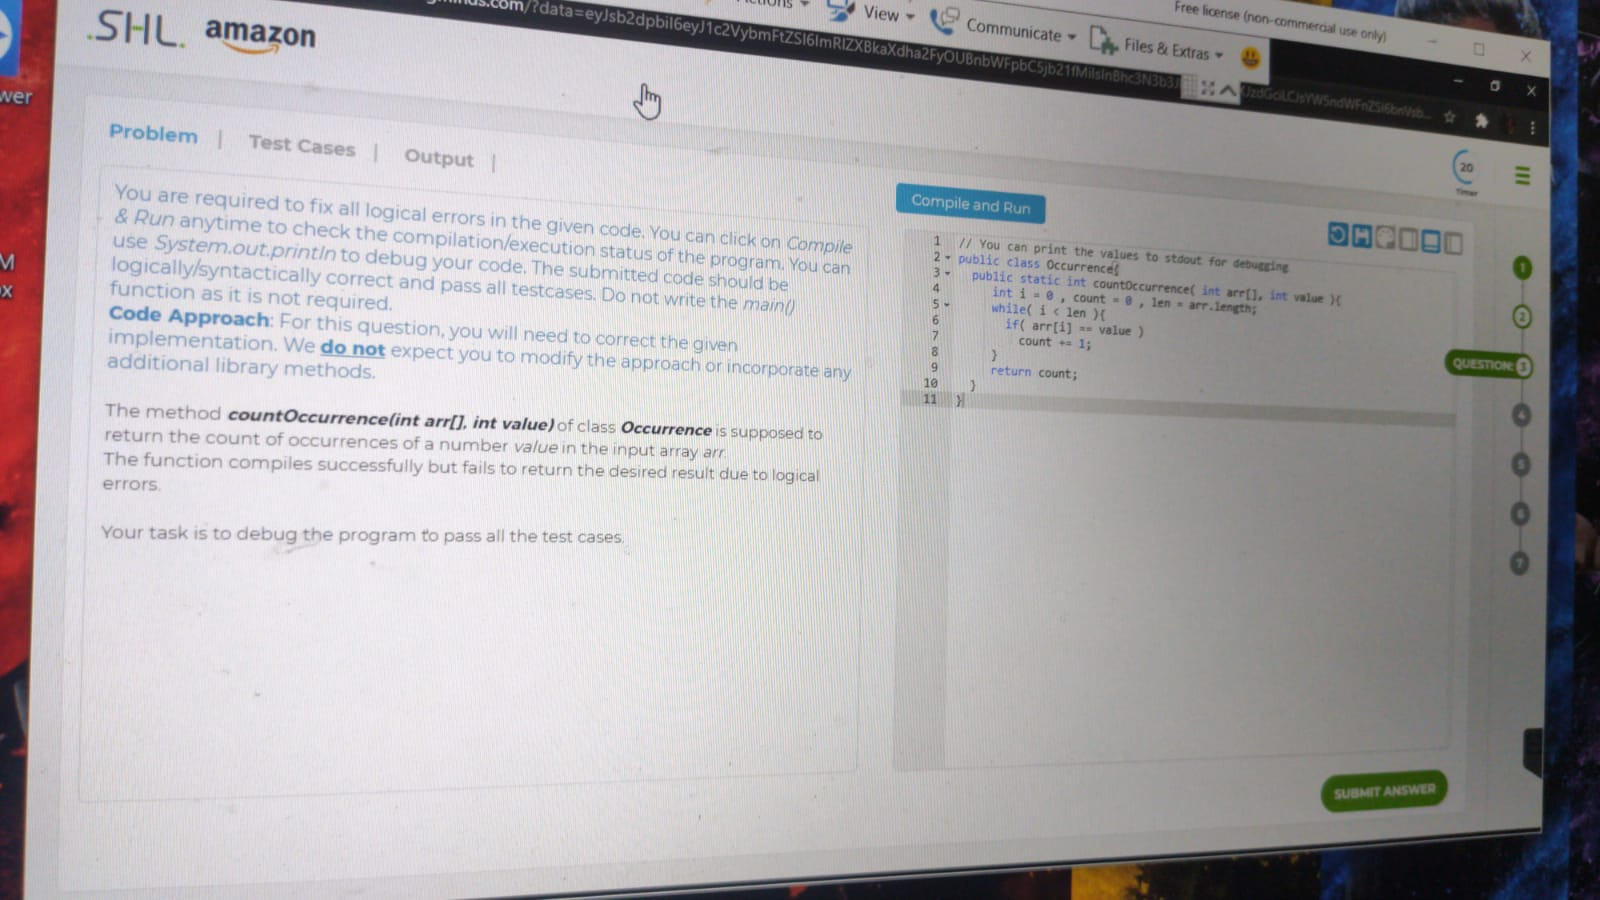 Free license (non-commercial use only)
View
Communicate
Files & Extras
.SHL.
amazon
Problem | Test Cases | Output |
20
Timer
You are required to fix all logical errors in the given code. You can click on Compile
& Run anytime to check the compilation/execution status of the program. You can
use System.out.println to debug your code. The submitted code should be
logically/syntactically correct and pass all testcases. Do not write the main()
function as it is not required.
Code Approach: For this question, you will need to correct the given
implementation. We do not expect you to modify the approach or incorporate any
additional library methods.
The method countOccurrence(int arr[], int value) of class Occurrence is supposed to
return the count of occurrences of a number value in the input array arr.
The function compiles successfully but fails to return the desired result due to logical
errors.
Your task is to debug the program to pass all the test cases.
Compile and Run
1 // You can print the values to stdout for debugging
2 public class Occurrence{
3 public static int countOccurrence( int arr[], int value ){
4 int i = 0 , count = 0 , len = arr.length;
5 while( i < len ){
6 if( arr[i] == value )
7 count += 1;
8 }
9 return count;
10 }
11 }
1
2
QUESTION: 3
4
5
6
7
SUBMIT ANSWER